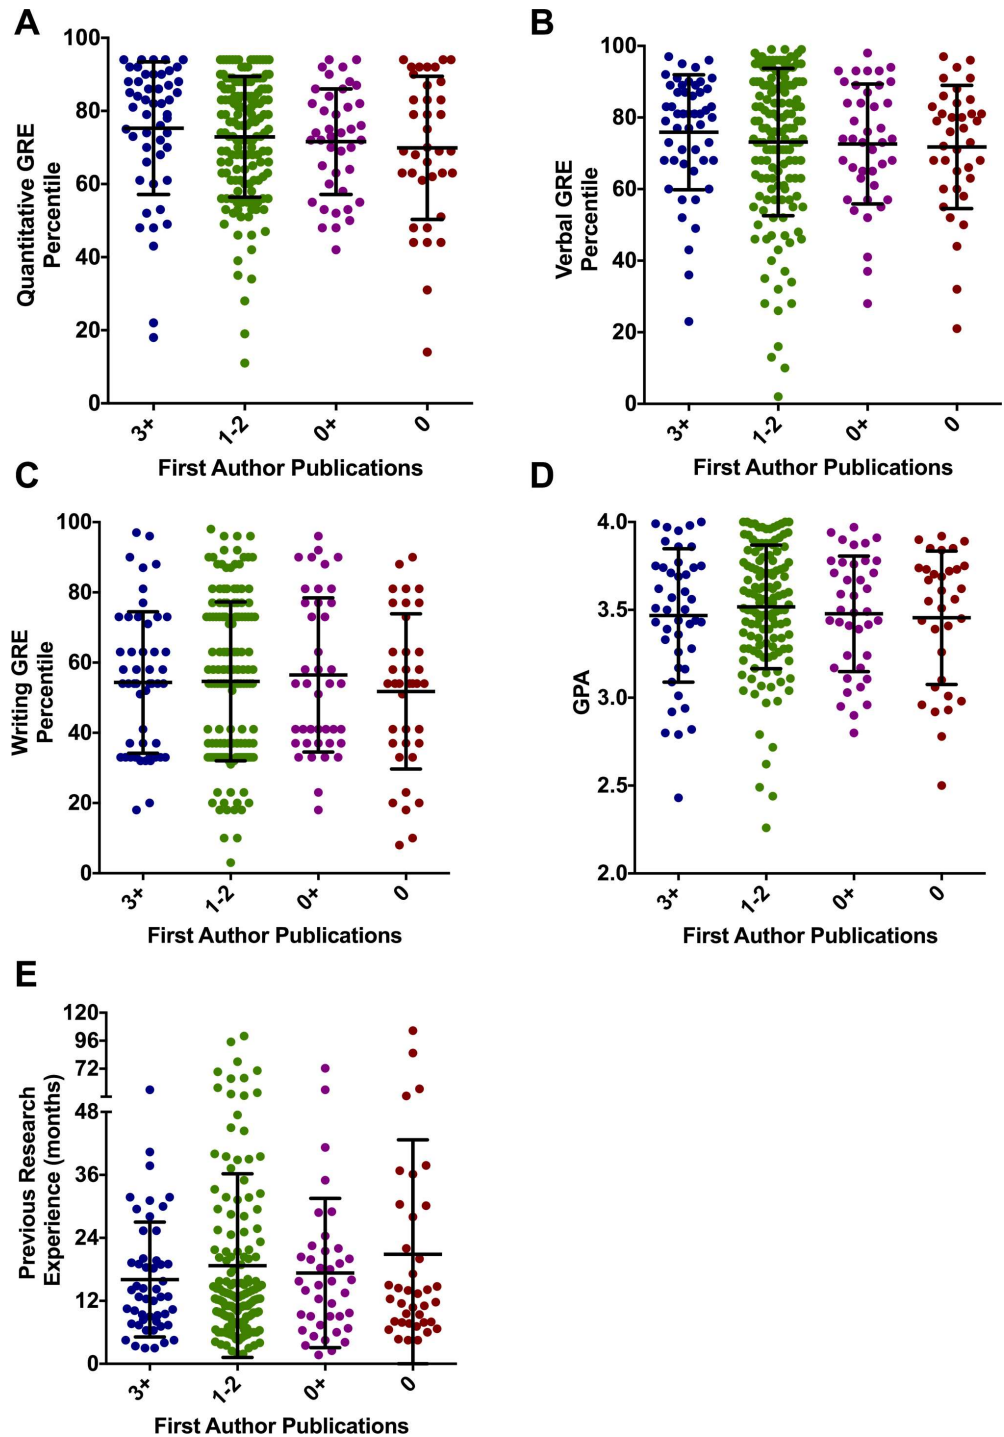 A
Quantitative GRE
Percentile
100
80
60
40
20
0
3+
1-2
0+
0
First Author Publications
B
Verbal GRE
Percentile
100
80
60
40
20
0
3+
1-2
0+
0
First Author Publications
C
Writing GRE
Percentile
100
80
60
40
20
0
3+
1-2
0+
0
First Author Publications
D
GPA
4.0
3.5
3.0
2.5
2.0
3+
1-2
0+
0
First Author Publications
E
Previous Research
Experience (months)
120
96
72
48
36
24
12
0
3+
1-2
0+
0
First Author Publications